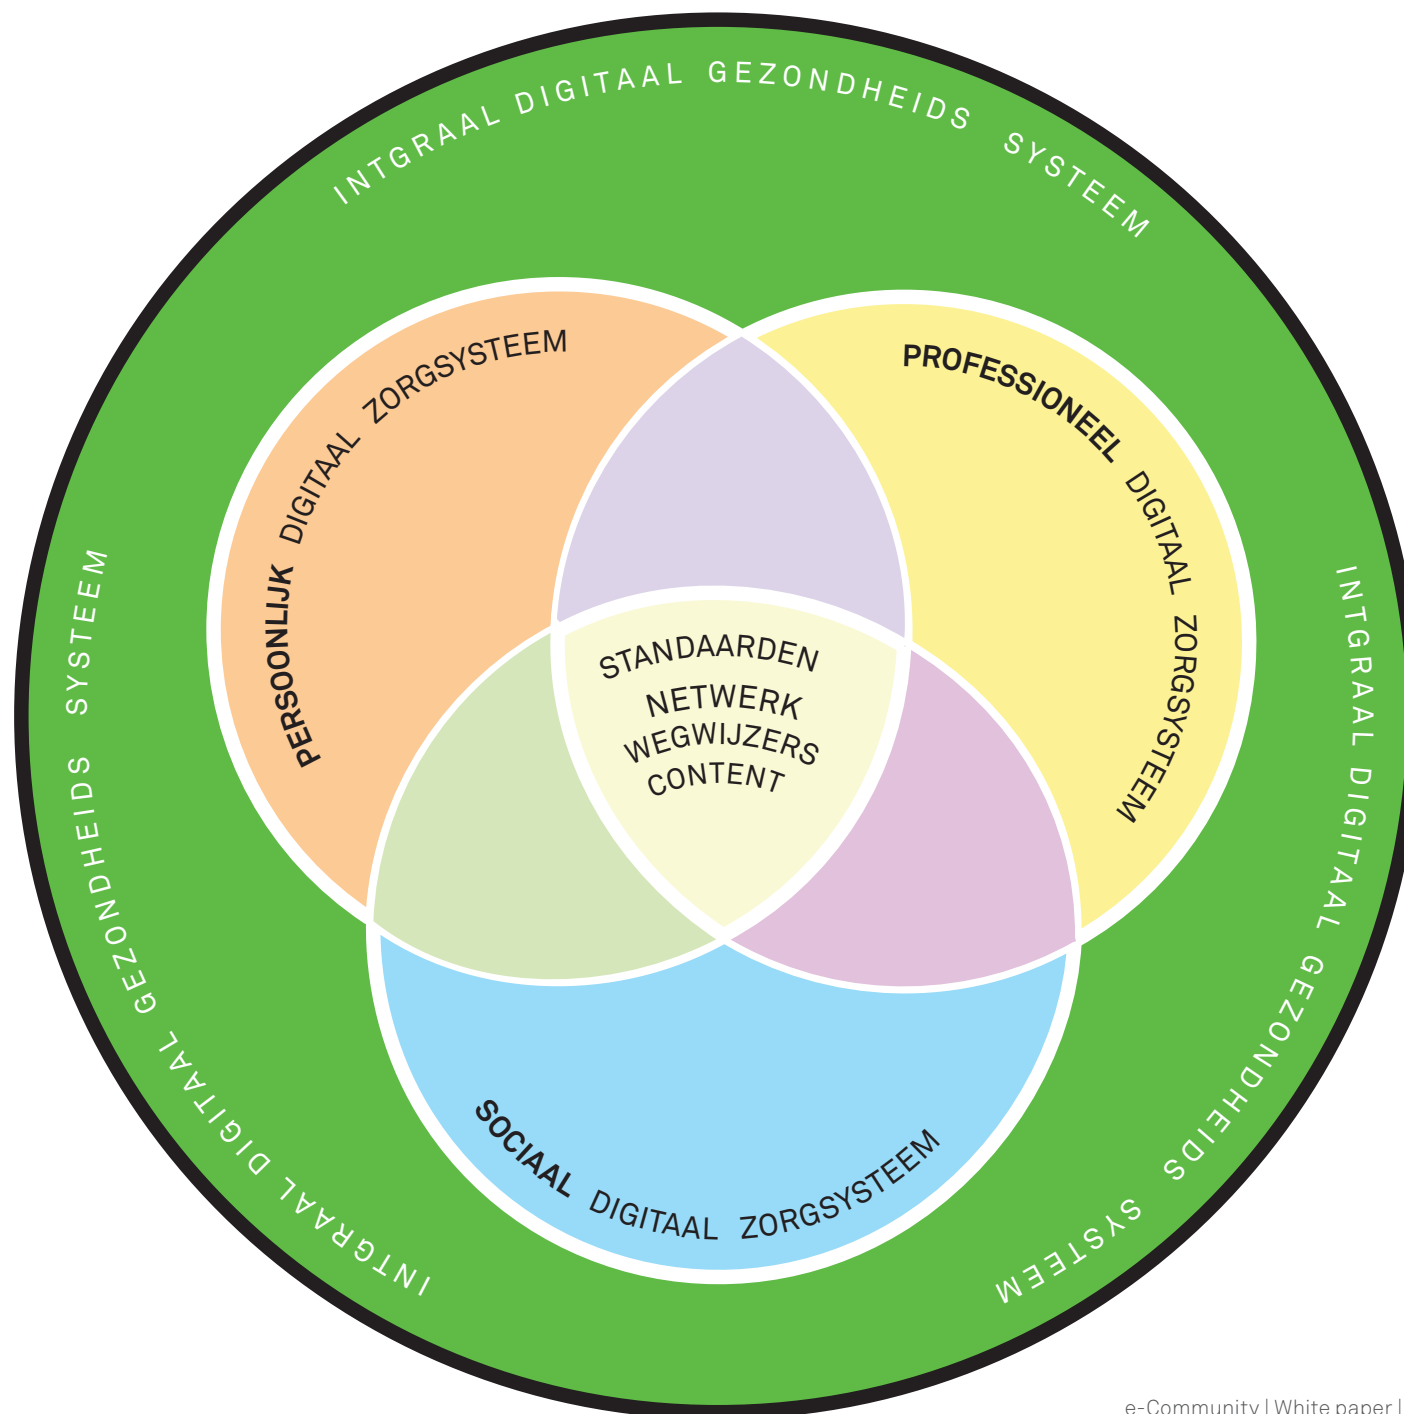 INTGRAAL DIGITAAL GEZONDHEIDS SYSTEEM
PERSOONLIJK DIGITAAL ZORGSYSTEEM
PROFESSIONEEL DIGITAAL ZORGSYSTEEM
INTGRAAL DIGITAAL GEZONDHEIDS SYSTEEM
INTGRAAL DIGITAAL GEZONDHEIDS SYSTEEM
STANDAARDEN
NETWERK
WEGWIJZERS
CONTENT
SOCIAAL DIGITAAL ZORGSYSTEEM
e-Community | White paper |